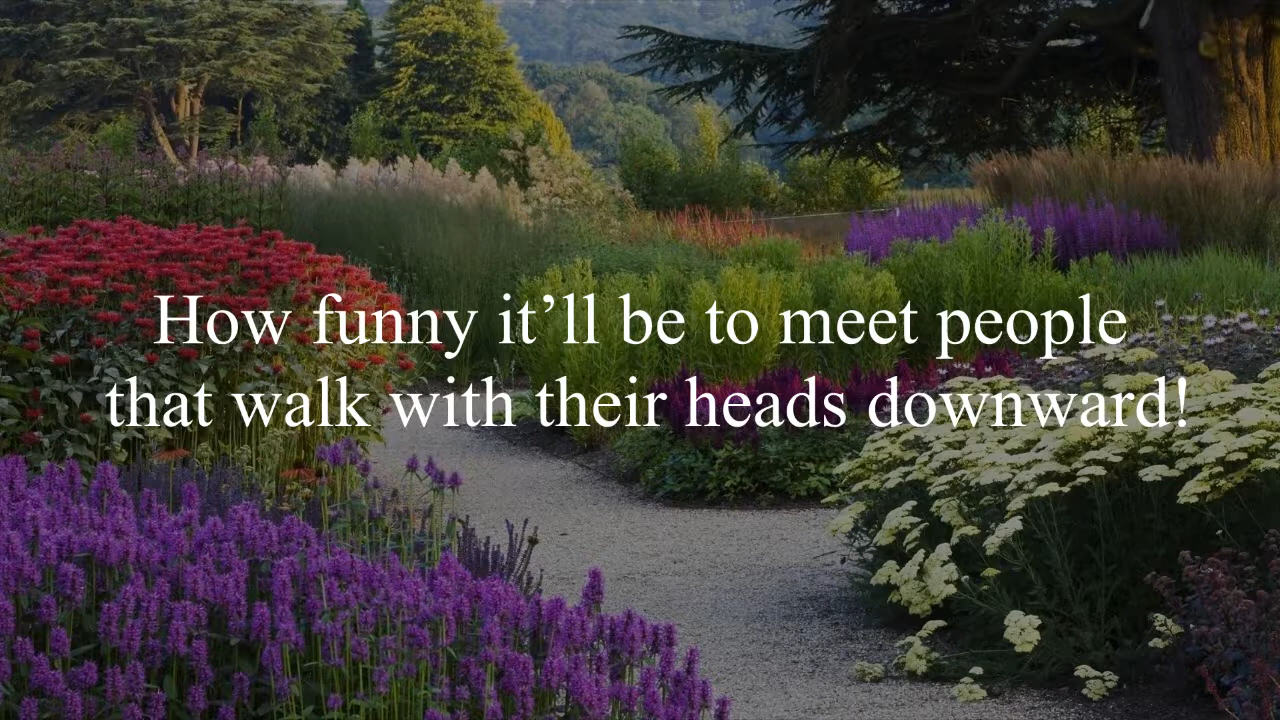 How funny it’ll be to meet people
that walk with their heads downward!